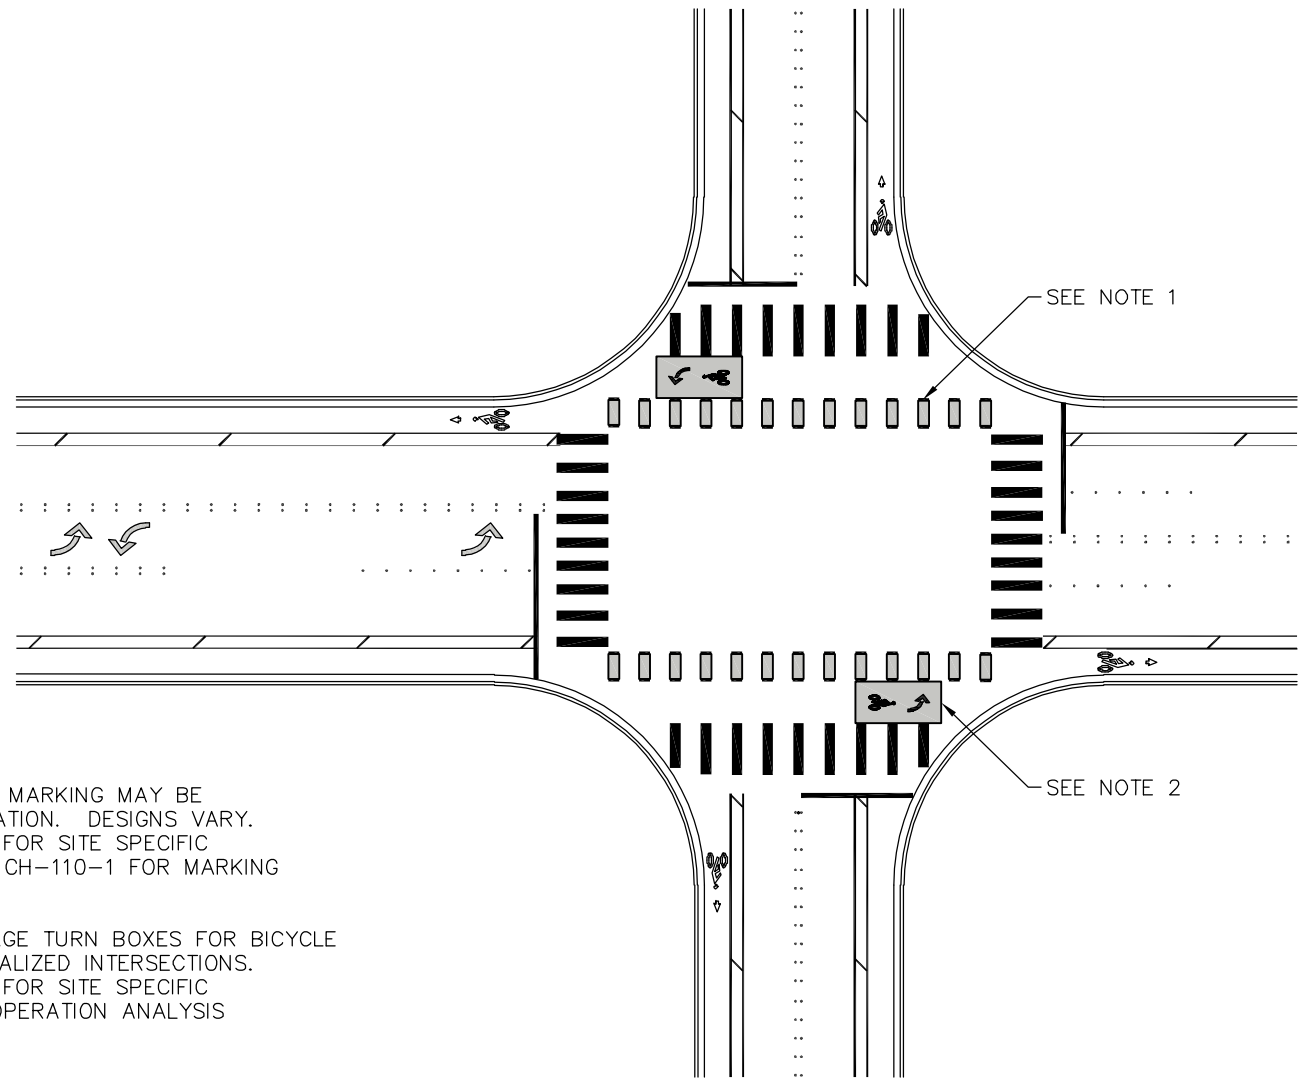 SEE NOTE 1
SEE NOTE 2
MARKING MAY BE
ATION. DESIGNS VARY.
FOR SITE SPECIFIC
CH-110-1 FOR MARKING
GE TURN BOXES FOR BICYCLE
ALIZED INTERSECTIONS.
FOR SITE SPECIFIC
OPERATION ANALYSIS